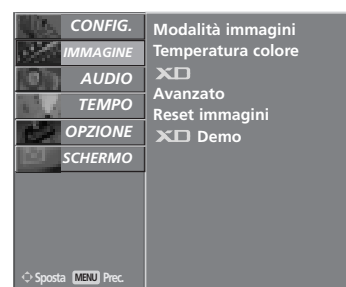 CONFIG.
IMMAGINE
AUDIO
TEMPO
OPZIONE
SCHERMO
Modalità immagini
Temperatura colore
XD
Avanzato
Reset immagini
XD Demo
Sposta MENU Prec.